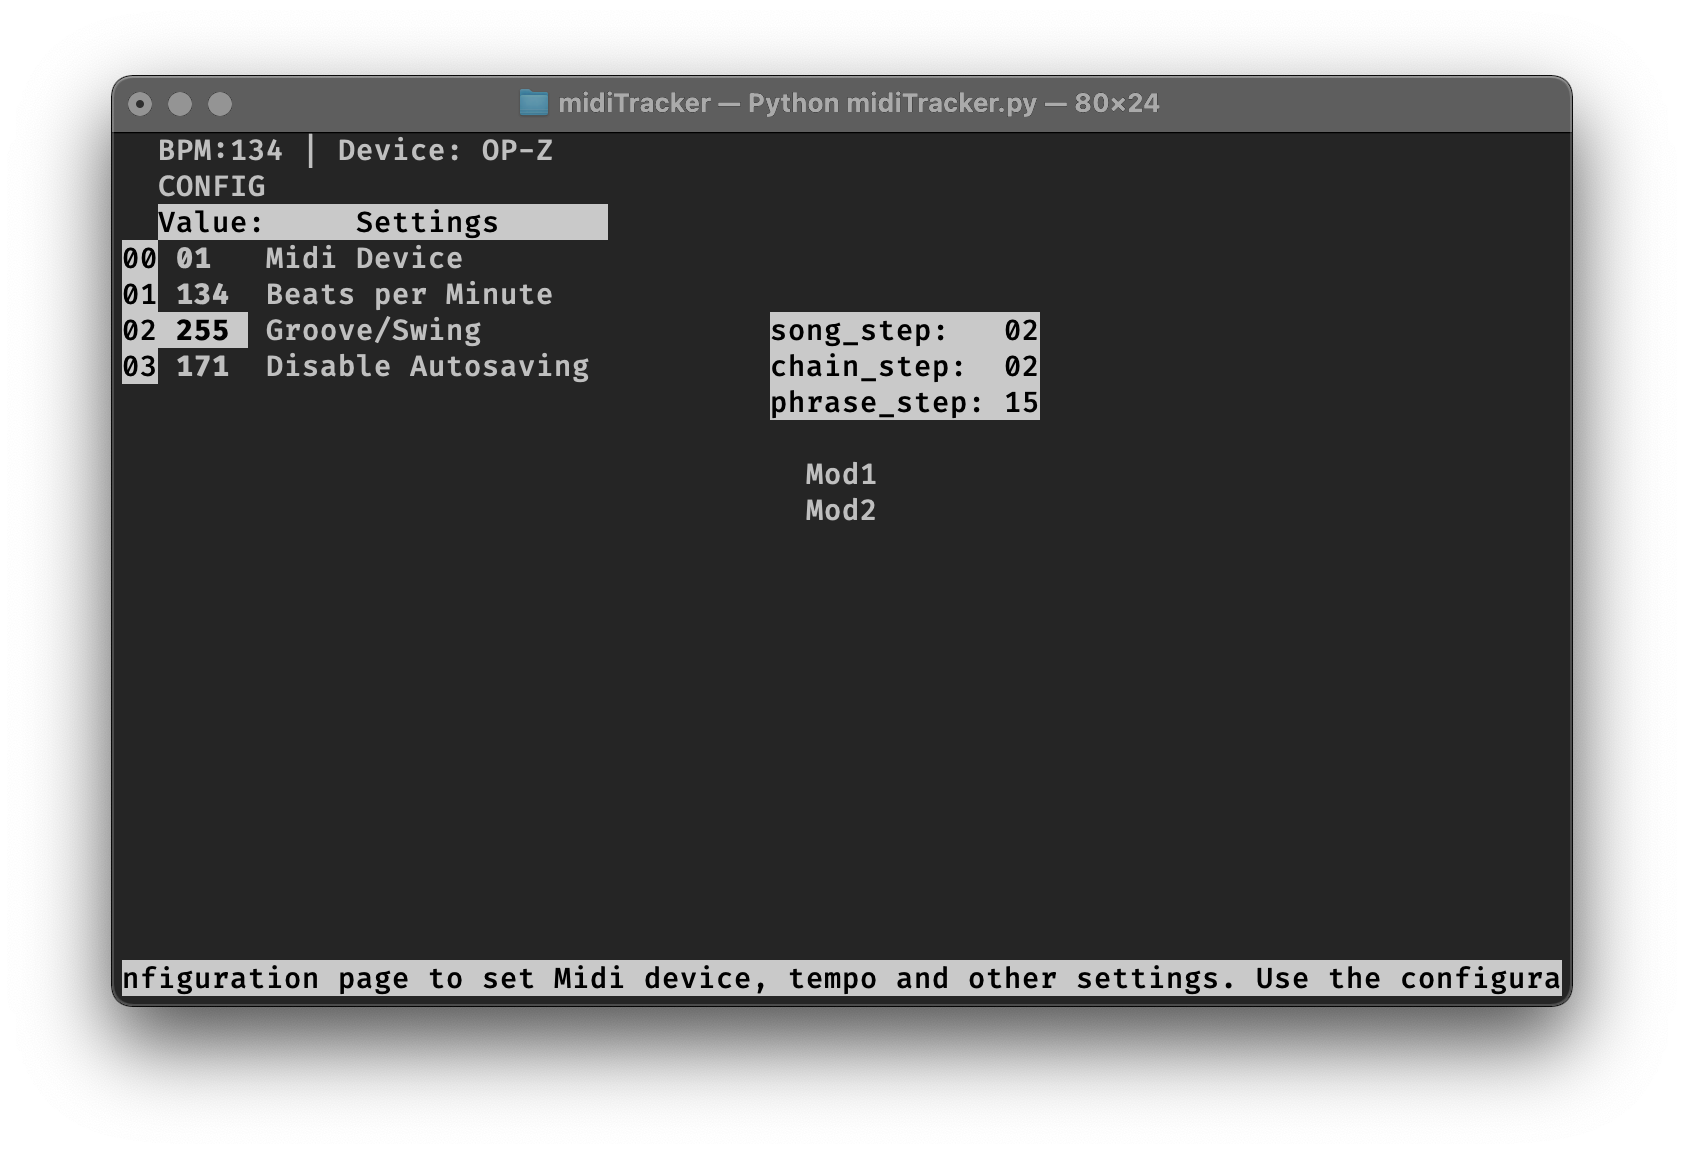 midiTracker — Python midiTracker.py — 80×24
BPM:134 | Device: OP-Z
CONFIG
Value: Settings
00 01 Midi Device
01 134 Beats per Minute
02 255 Groove/Swing
03 171 Disable Autosaving
song_step: 02
chain_step: 02
phrase_step: 15
Mod1
Mod2
nfiguration page to set Midi device, tempo and other settings. Use the configura